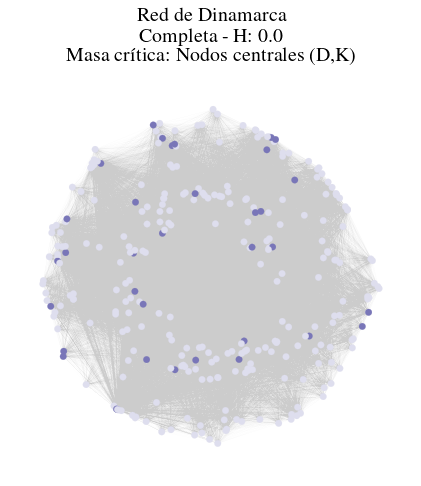 Red de Dinamarca
Completa - H: 0.0
Masa crítica: Nodos centrales (D,K)